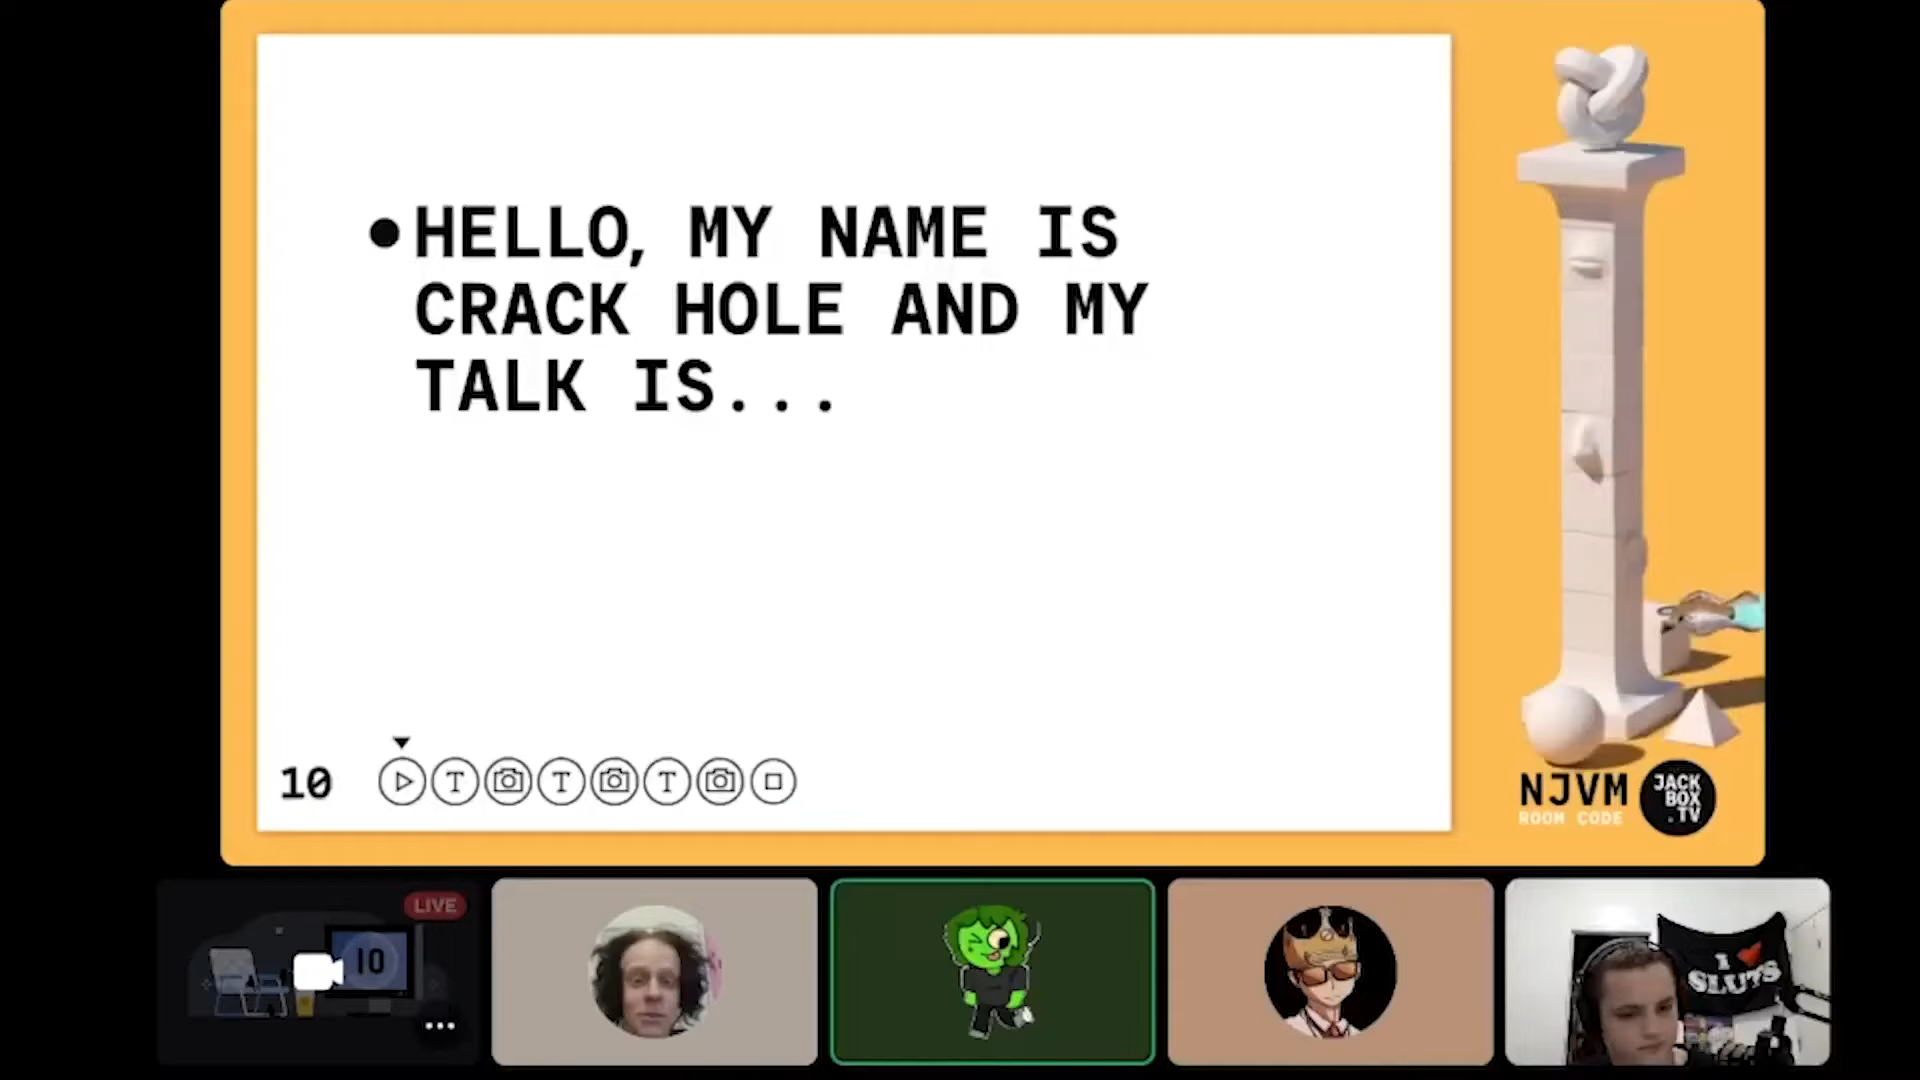 ●HELLO, MY NAME IS
CRACK HOLE AND MY
TALK IS...
10
T
T
T
NJVM
ROOM CODE
JACK
BOX
.TV
LIVE
10
I ♥
SLUTS